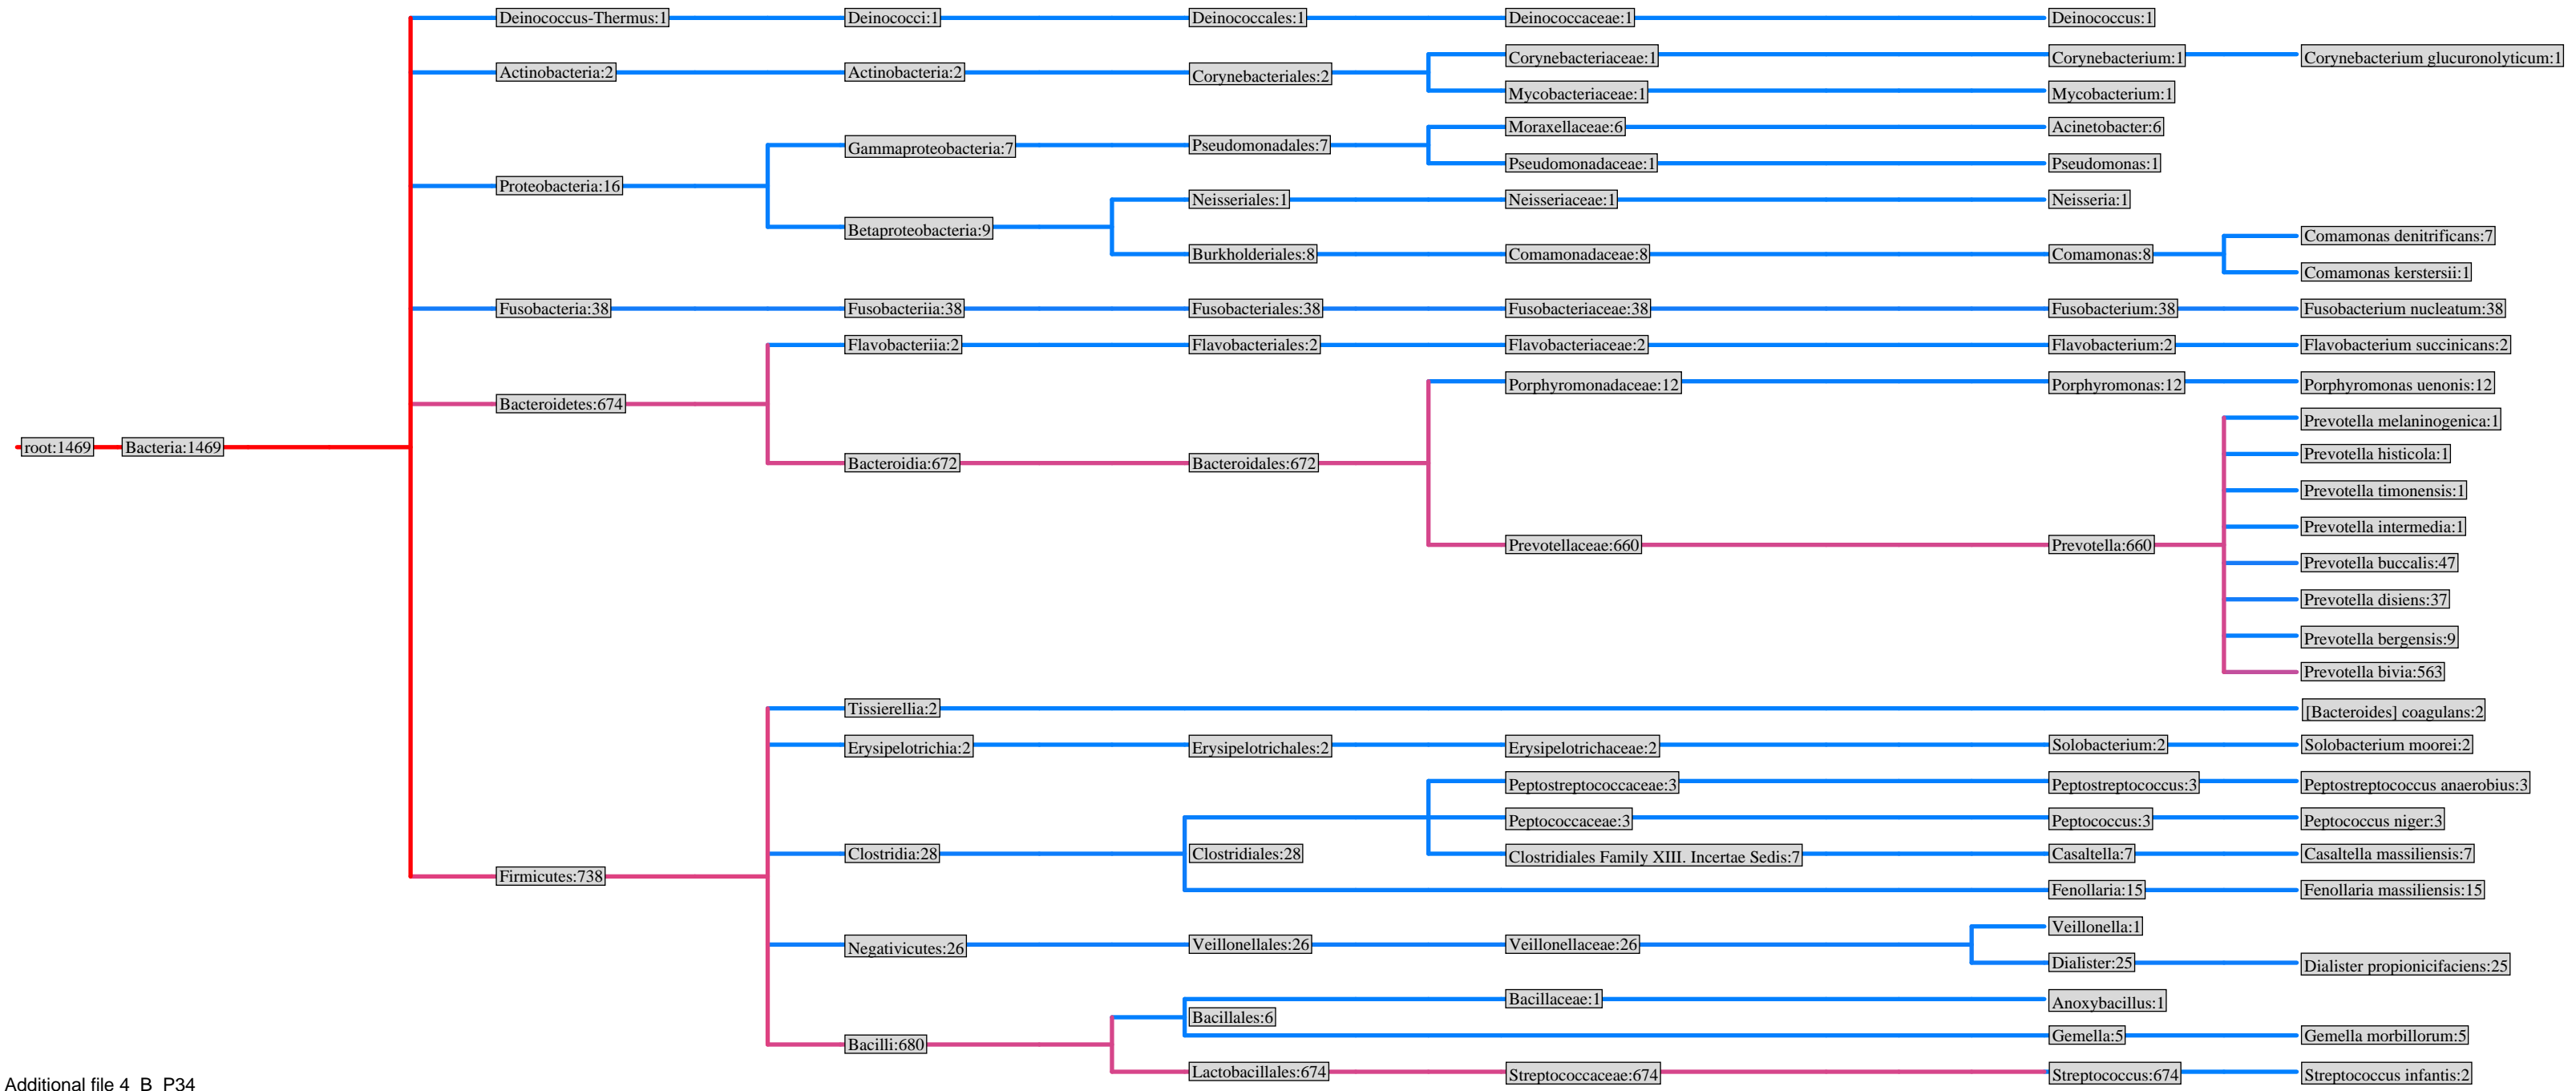 Deinococcus-Thermus:1 Deinococci:1 Deinococcales:1 Deinococcaceae:1 Deinococcus:1
Corynebacteriaceae:1 Corynebacterium:1 Corynebacterium glucuronolyticum:1
Actinobacteria:2 Actinobacteria:2 Corynebacteriales:2
Mycobacteriaceae:1 Mycobacterium:1
Moraxellaceae:6 Acinetobacter:6
Gammaproteobacteria:7 Pseudomonadales:7
Pseudomonadaceae:1 Pseudomonas:1
Proteobacteria:16
Neisseriales:1 Neisseriaceae:1 Neisseria:1
Betaproteobacteria:9
Comamonas denitrificans:7
Burkholderiales:8 Comamonadaceae:8 Comamonas:8
Comamonas kerstersii:1
Fusobacteria:38 Fusobacteriia:38 Fusobacteriales:38 Fusobacteriaceae:38 Fusobacterium:38 Fusobacterium nucleatum:38
Flavobacteriia:2 Flavobacteriales:2 Flavobacteriaceae:2 Flavobacterium:2 Flavobacterium succinicans:2
Porphyromonadaceae:12 Porphyromonas:12 Porphyromonas uenonis:12
Bacteroidetes:674
Prevotella melaninogenica:1
root:1469 Bacteria:1469
Prevotella histicola:1
Bacteroidia:672 Bacteroidales:672
Prevotella timonensis:1
Prevotella intermedia:1
Prevotellaceae:660 Prevotella:660
Prevotella buccalis:47
Prevotella disiens:37
Prevotella bergensis:9
Prevotella bivia:563
Tissierellia:2 [Bacteroides] coagulans:2
Erysipelotrichia:2 Erysipelotrichales:2 Erysipelotrichaceae:2 Solobacterium:2 Solobacterium moorei:2
Peptostreptococcaceae:3 Peptostreptococcus:3 Peptostreptococcus anaerobius:3
Peptococcaceae:3 Peptococcus:3 Peptococcus niger:3
Clostridia:28 Clostridiales:28 Clostridiales Family XIII. Incertae Sedis:7 Casaltella:7 Casaltella massiliensis:7
Firmicutes:738
Fenollaria:15 Fenollaria massiliensis:15
Veillonella:1
Negativicutes:26 Veillonellales:26 Veillonellaceae:26
Dialister:25 Dialister propionicifaciens:25
Bacillaceae:1 Anoxybacillus:1
Bacillales:6
Gemella:5 Gemella morbillorum:5
Bacilli:680
Lactobacillales:674 Streptococcaceae:674 Streptococcus:674 Streptococcus infantis:2
Additional file 4_B_P34